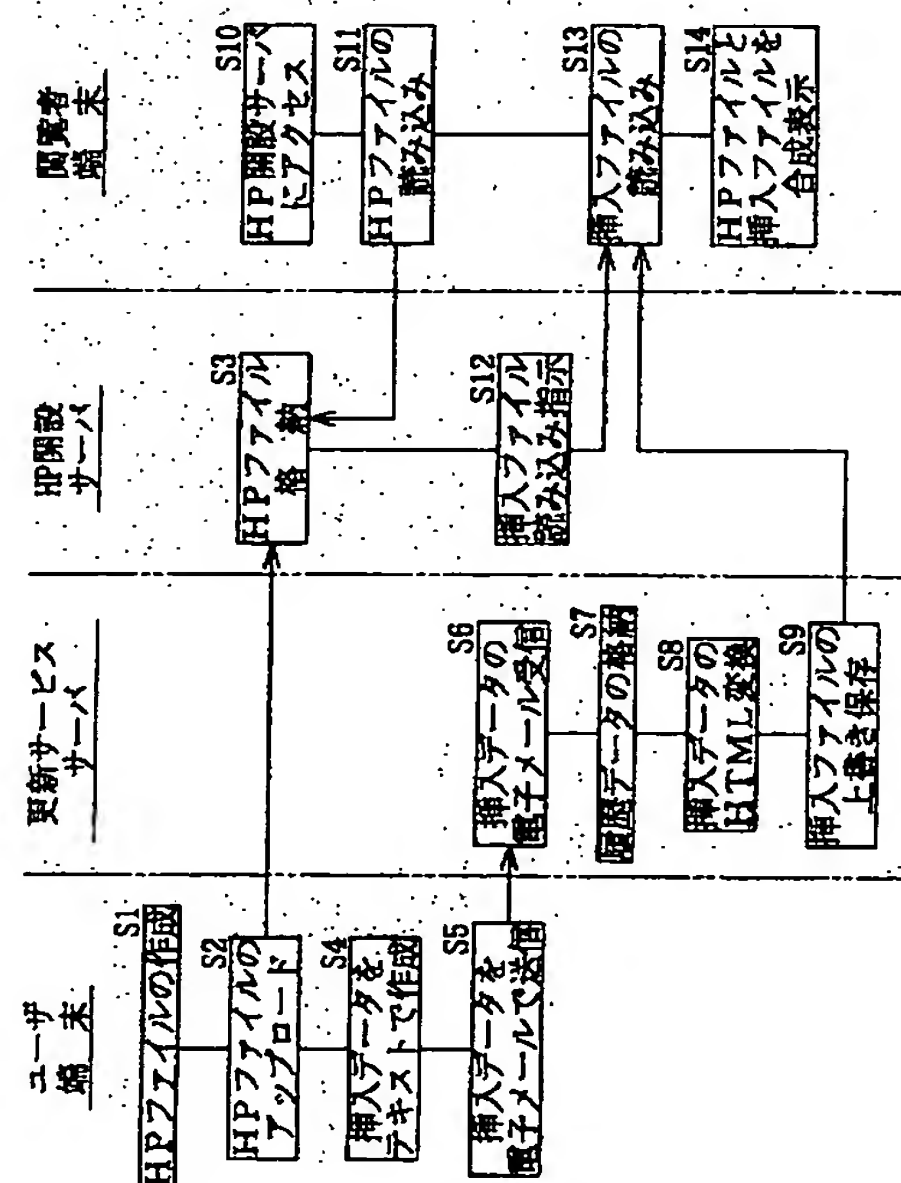 ユーザ
端　末
更新サービス
サーバ
HP開設
サーバ
閲覧者
端　末
S1
HPファイルの作成
S2
HPファイルの
アップロード
S4
挿入データを
テキストで作成
S5
挿入データを
電子メールで送信
S6
挿入データの
電子メール受信
S7
履歴データの格納
S8
挿入データの
HTML変換
S9
挿入ファイルの
上書き保存
S3
HPファイル
格　納
S12
挿入ファイル
読み込み指示
S10
HP開設サーバ
にアクセス
S11
HPファイルの
読み込み
S13
挿入ファイルの
読み込み
S14
HPファイルと
挿入ファイルを
合成表示